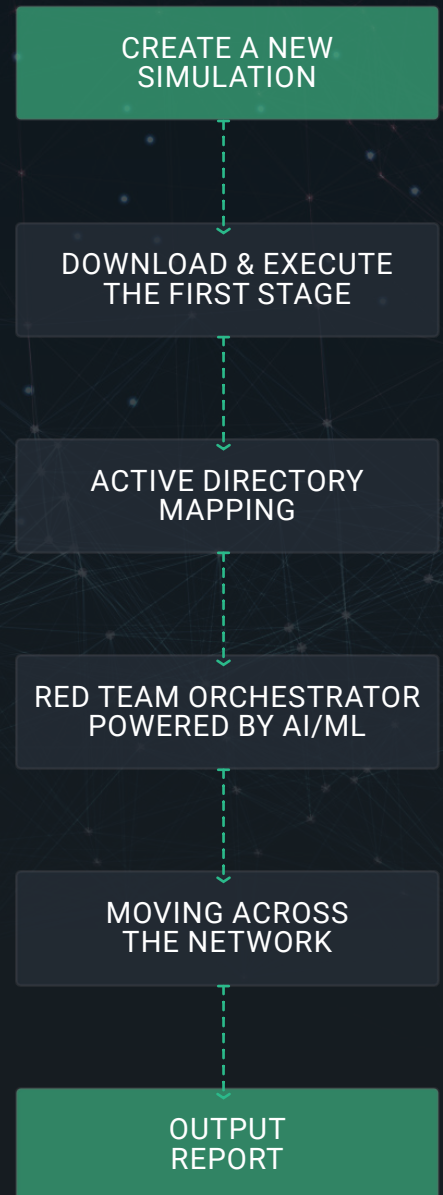 CREATE A NEW
SIMULATION
DOWNLOAD & EXECUTE
THE FIRST STAGE
ACTIVE DIRECTORY
MAPPING
RED TEAM ORCHESTRATOR
POWERED BY AI/ML
MOVING ACROSS
THE NETWORK
OUTPUT
REPORT